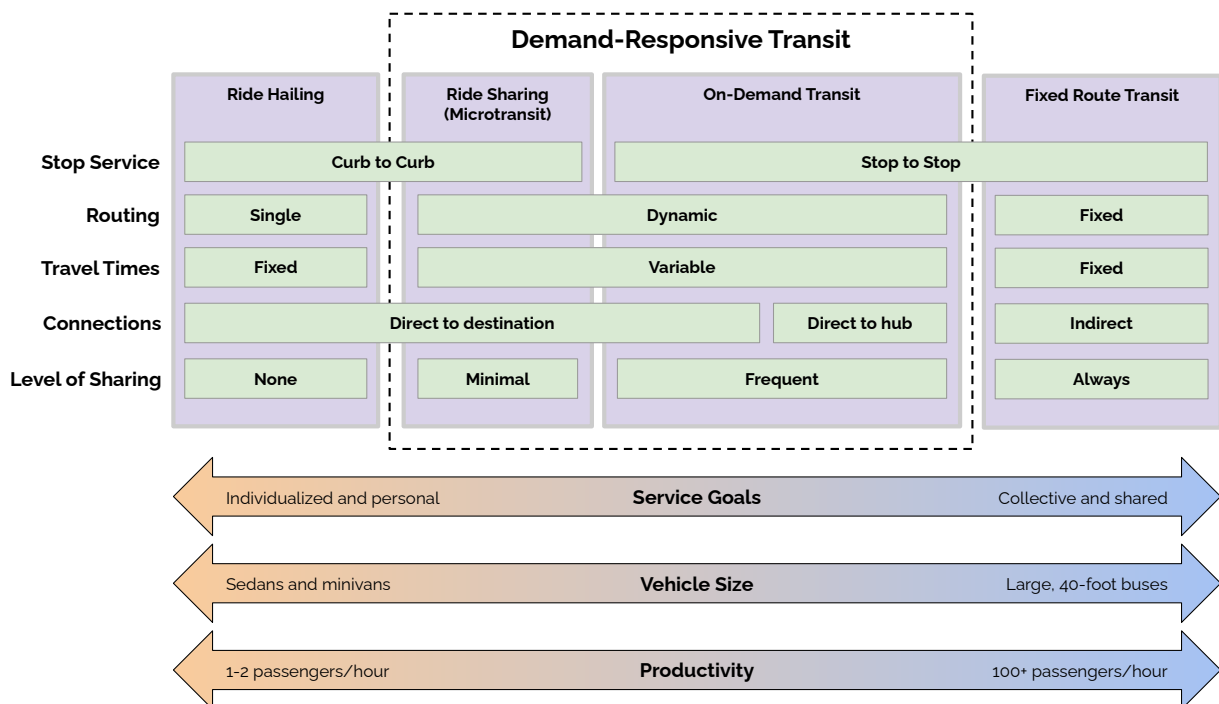 Demand-Responsive Transit
Ride Hailing
Ride Sharing
(Microtransit)
On-Demand Transit
Fixed Route Transit
Stop Service
Curb to Curb
Stop to Stop
Routing
Single
Dynamic
Fixed
Travel Times
Fixed
Variable
Fixed
Connections
Direct to destination
Direct to hub
Indirect
Level of Sharing
None
Minimal
Frequent
Always
Individualized and personal
Service Goals
Collective and shared
Sedans and minivans
Vehicle Size
Large, 40-foot buses
1-2 passengers/hour
Productivity
100+ passengers/hour